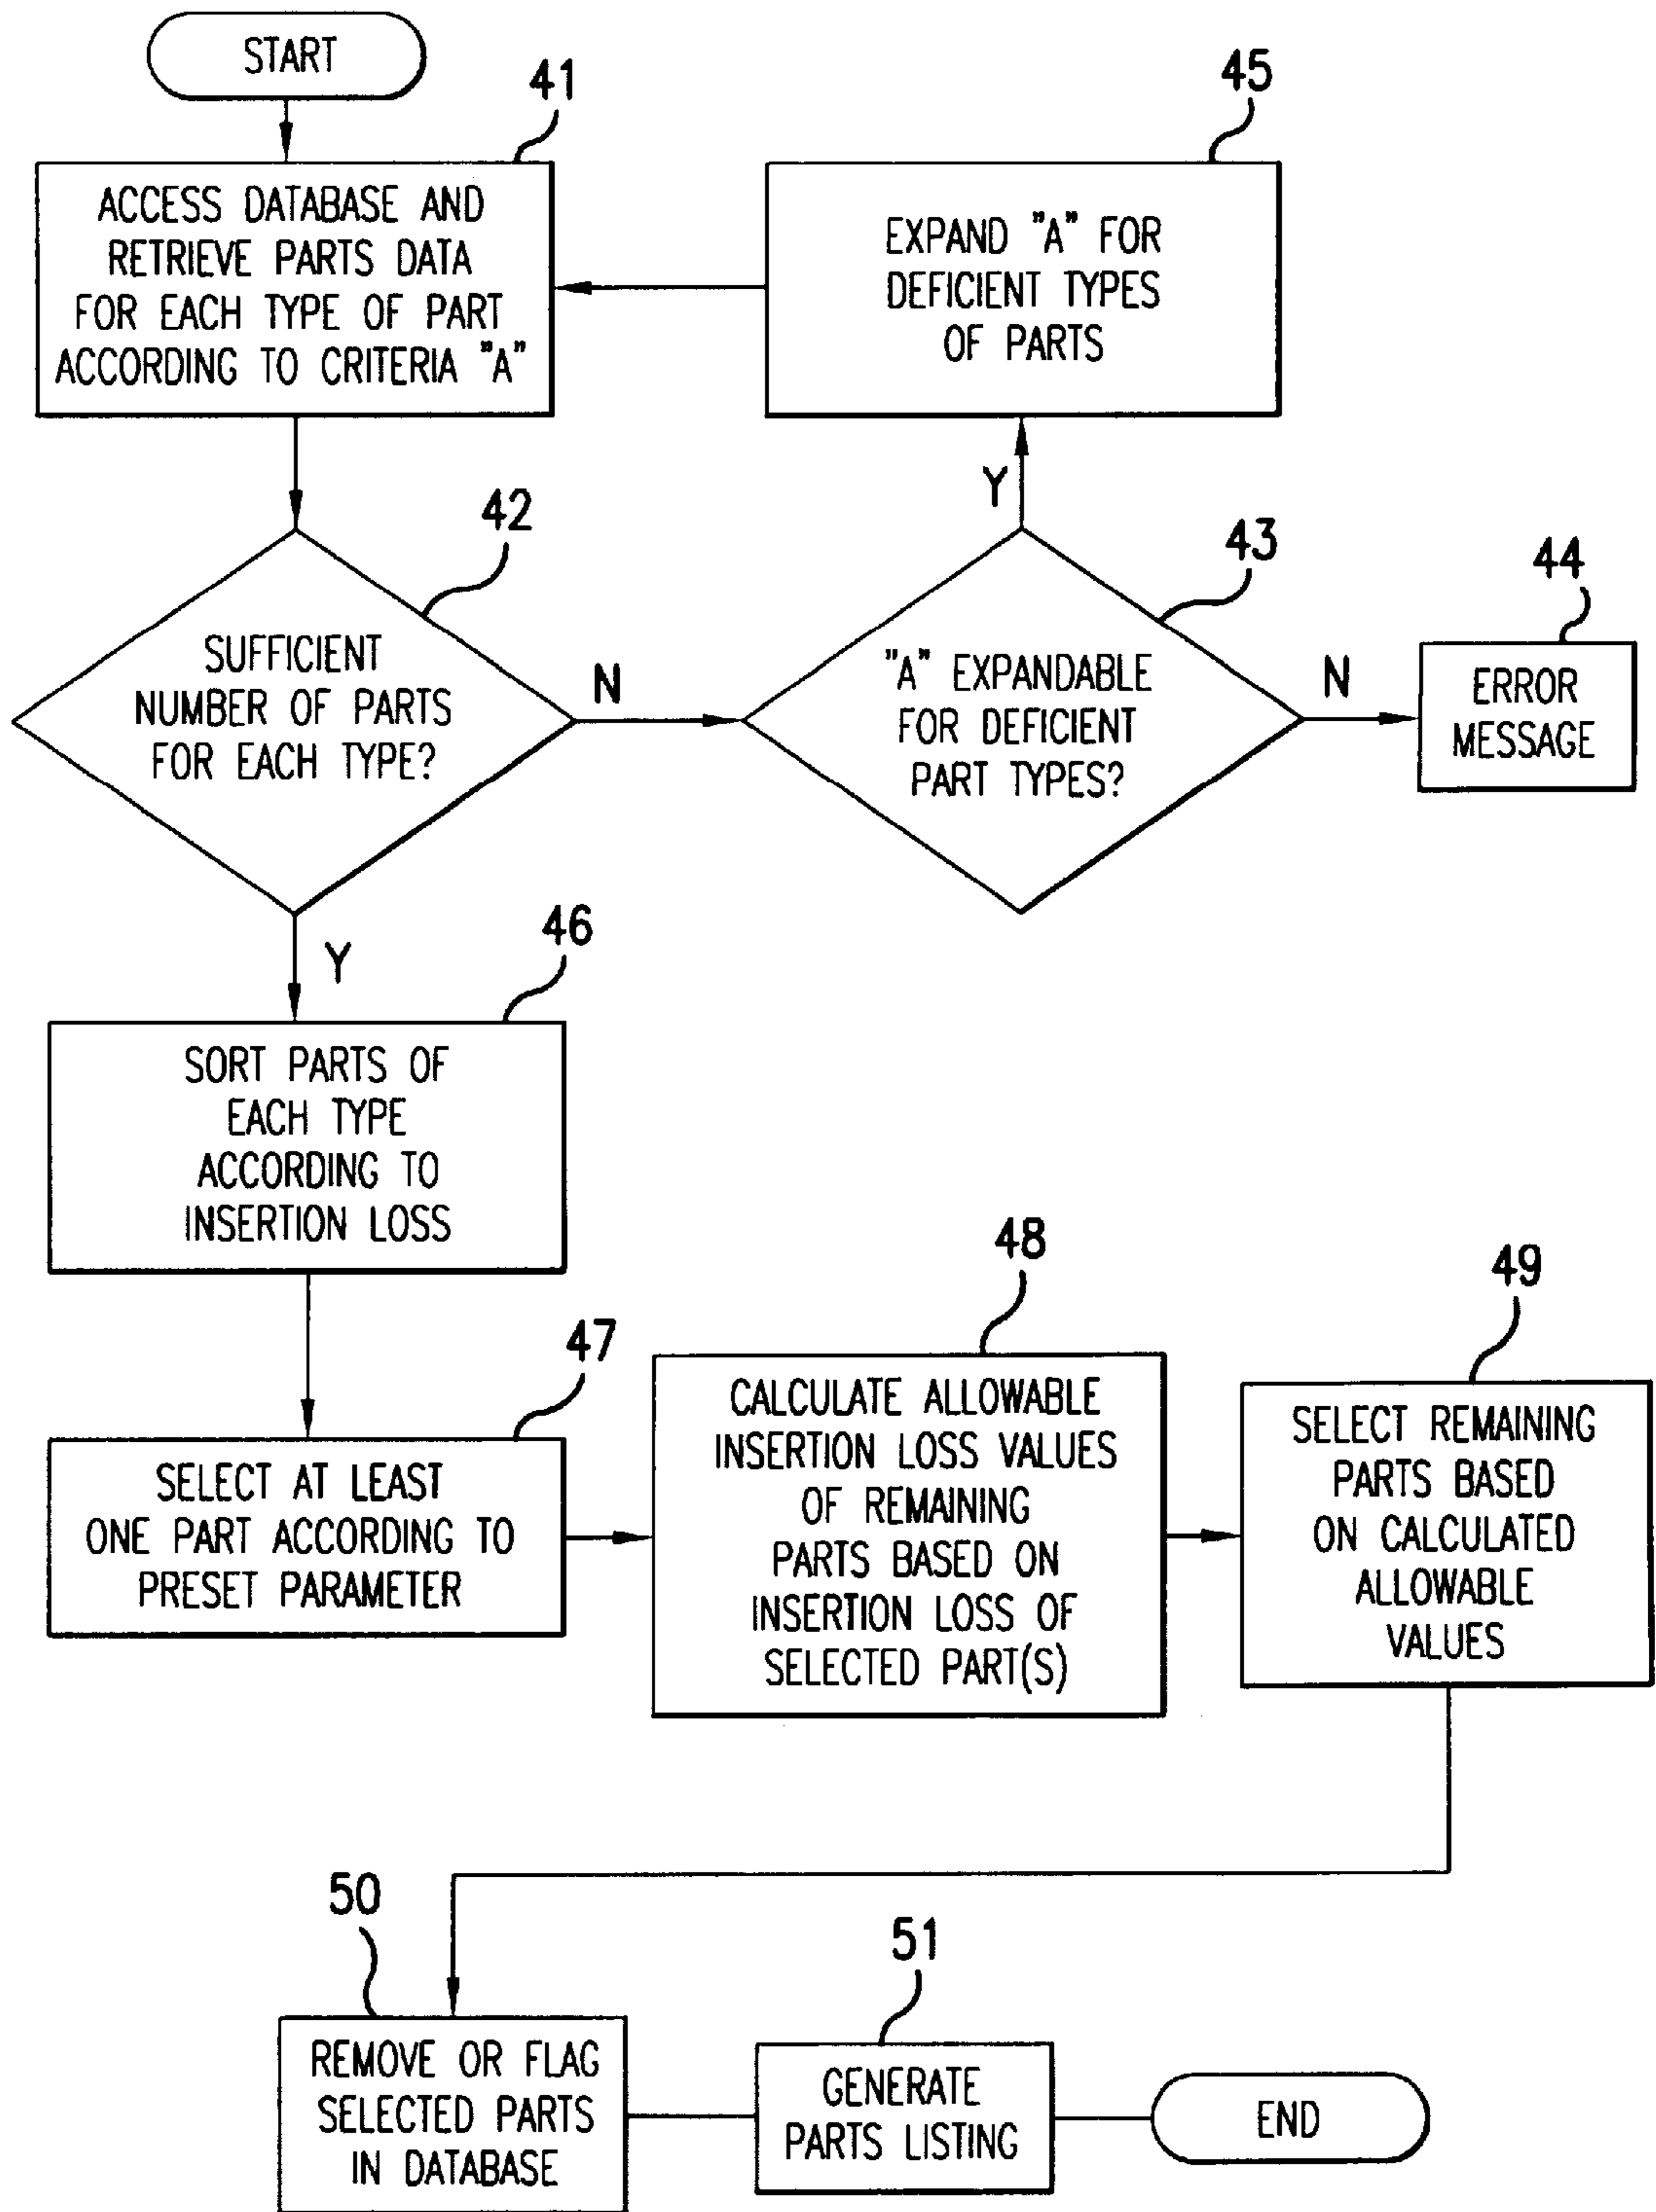 START
41
ACCESS DATABASE AND
RETRIEVE PARTS DATA
FOR EACH TYPE OF PART
ACCORDING TO CRITERIA "A"
45
EXPAND "A" FOR
DEFICIENT TYPES
OF PARTS
42
SUFFICIENT
NUMBER OF PARTS
FOR EACH TYPE?
N
Y
43
"A" EXPANDABLE
FOR DEFICIENT
PART TYPES?
Y
N
44
ERROR
MESSAGE
46
SORT PARTS OF
EACH TYPE
ACCORDING TO
INSERTION LOSS
47
SELECT AT LEAST
ONE PART ACCORDING TO
PRESET PARAMETER
48
CALCULATE ALLOWABLE
INSERTION LOSS VALUES
OF REMAINING
PARTS BASED ON
INSERTION LOSS OF
SELECTED PART(S)
49
SELECT REMAINING
PARTS BASED
ON CALCULATED
ALLOWABLE
VALUES
50
REMOVE OR FLAG
SELECTED PARTS
IN DATABASE
51
GENERATE
PARTS LISTING
END